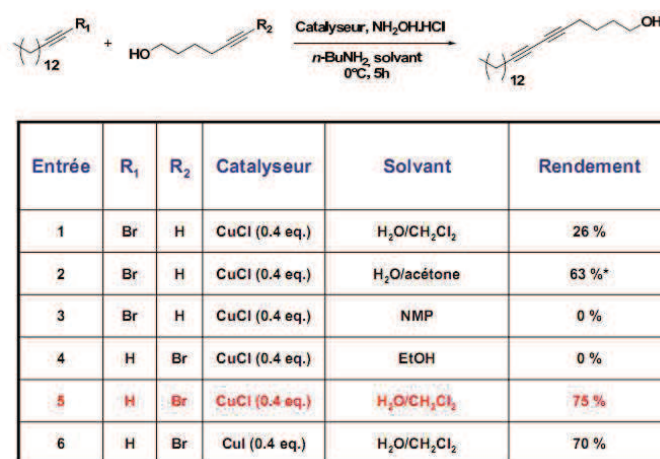 R₁
R₂
Catalyseur, NH₂OH.HCl
OH
+
HO
12
n-BuNH₂, solvant
0°C, 5h
12
Entrée R₁ R₂ Catalyseur Solvant Rendement
1 Br H CuCl (0.4 eq.) H₂O/CH₂Cl₂ 26 %
2 Br H CuCl (0.4 eq.) H₂O/acétone 63 %*
3 Br H CuCl (0.4 eq.) NMP 0 %
4 H Br CuCl (0.4 eq.) EtOH 0 %
5 H Br CuCl (0.4 eq.) H₂O/CH₂Cl₂ 75 %
6 H Br CuI (0.4 eq.) H₂O/CH₂Cl₂ 70 %